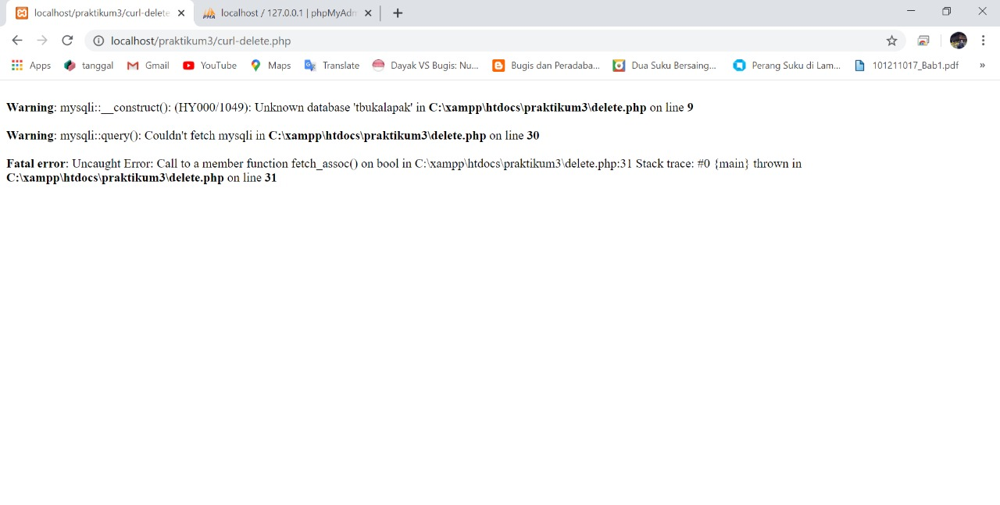 localhost/praktikum3/curl-delete
localhost / 127.0.0.1 | phpMyAdm
localhost/praktikum3/curl-delete.php
Apps tanggal Gmail YouTube Maps Translate Dayak VS Bugis: Nu... Bugis dan Peradaba... Dua Suku Bersaing... Perang Suku di Lam... 101211017_Bab1.pdf »
Warning: mysqli::__construct(): (HY000/1049): Unknown database 'tbukalapak' in C:\xampp\htdocs\praktikum3\delete.php on line 9
Warning: mysqli::query(): Couldn't fetch mysqli in C:\xampp\htdocs\praktikum3\delete.php on line 30
Fatal error: Uncaught Error: Call to a member function fetch_assoc() on bool in C:\xampp\htdocs\praktikum3\delete.php:31 Stack trace: #0 {main} thrown in
C:\xampp\htdocs\praktikum3\delete.php on line 31